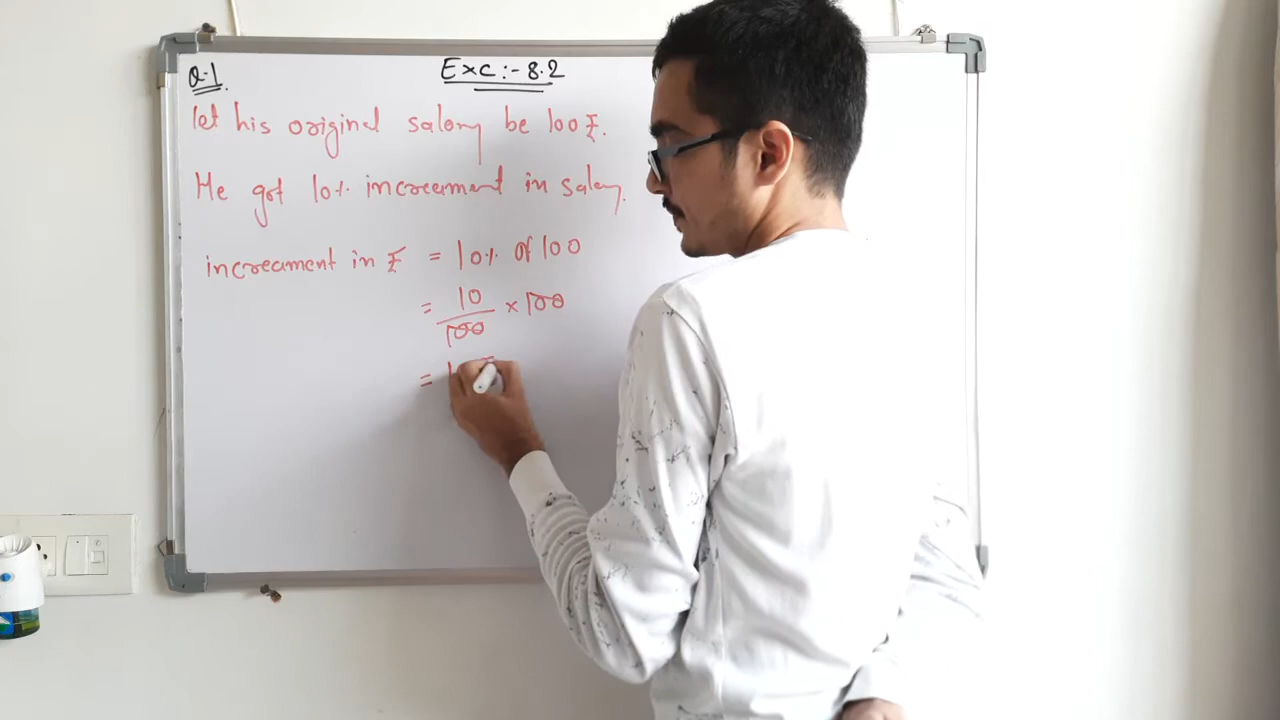 Q.1. Exc:- 8.2
let his original salary be 100 ₹.
He got 10% increament in salary.
increament in ₹ = 10% of 100
= 10/100 × 100
=